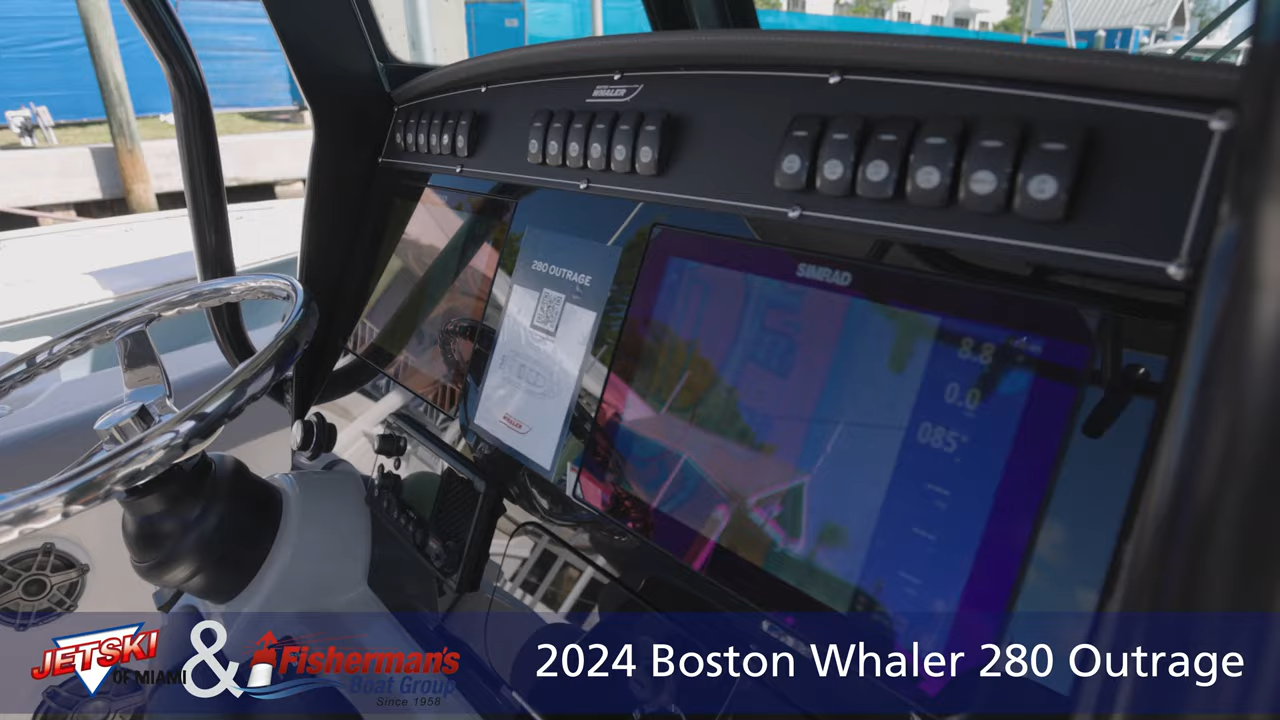 WHALER
280 OUTRAGE
SIMRAD
8.8
0.0
085°
WHALER
JETSKI
OF MIAMI
&
Fisherman's
Boat Group
Since 1958
2024 Boston Whaler 280 Outrage